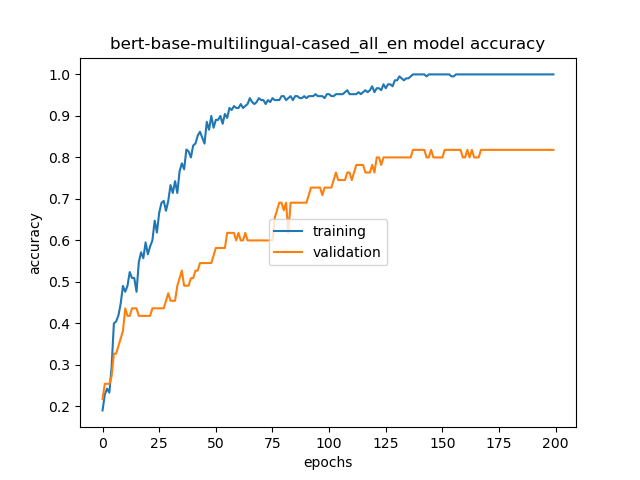 bert-base-multilingual-cased_all_en model accuracy
1.0
0.9
0.8
0.7
0.6
0.5
0.4
0.3
0.2
accuracy
training
validation
0 25 50 75 100 125 150 175 200
epochs